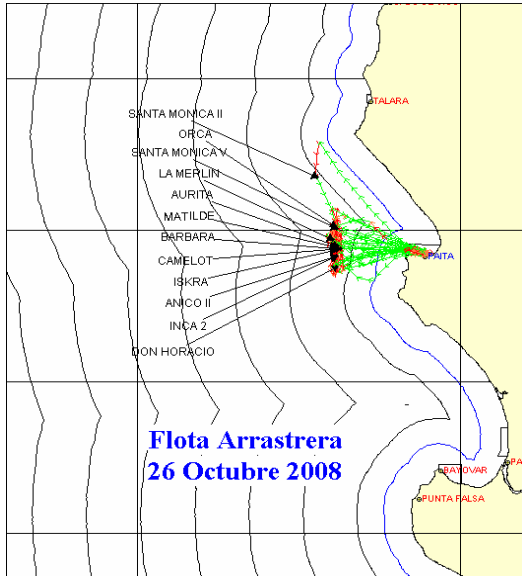 TALARA
SANTA MONICA II
ORCA
SANTA MONICA V
LA MERLIN
AURITA
MATILDE
BARBARA
CAMELOT
ISKRA
ANICO II
INCA 2
DON HORACIO
PAITA
Flota Arrastrera
26 Octubre 2008
BAYOVAR
PA
PUNTA FALSA